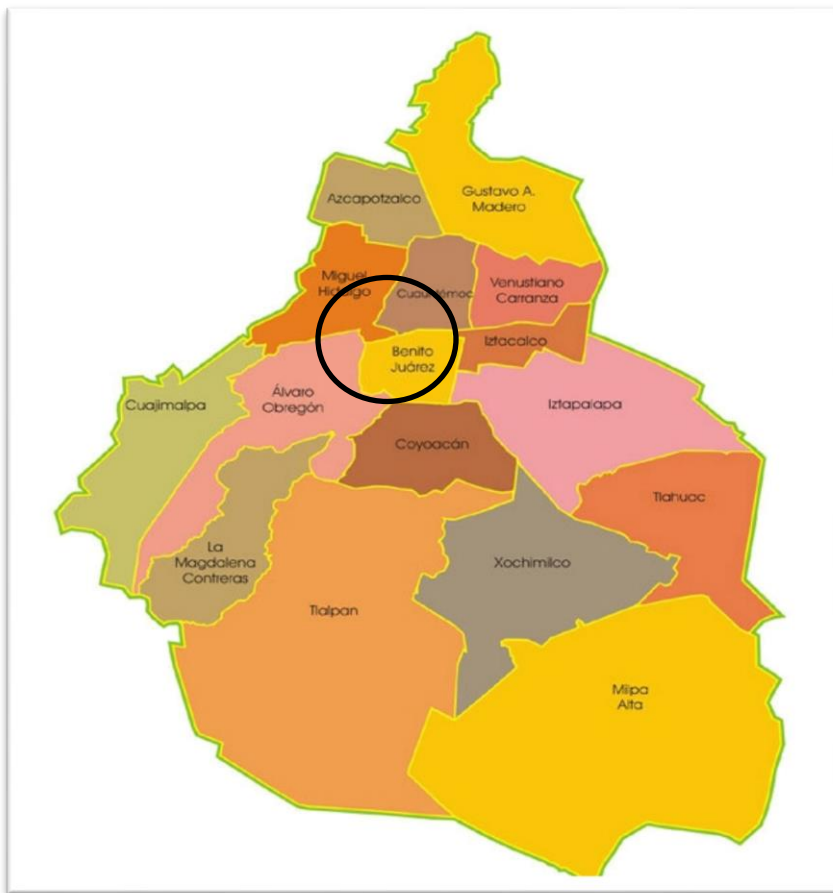 Azcapotzalco
Gustavo A.
Madero
Miguel
Hidalgo
Cuauhtémoc
Venustiano
Carranza
Iztacalco
Benito
Juárez
Cuajimalpa
Álvaro
Obregón
Iztapalapa
Coyoacán
Tlahuac
La
Magdalena
Contreras
Xochimilco
Tlalpan
Milpa
Alta